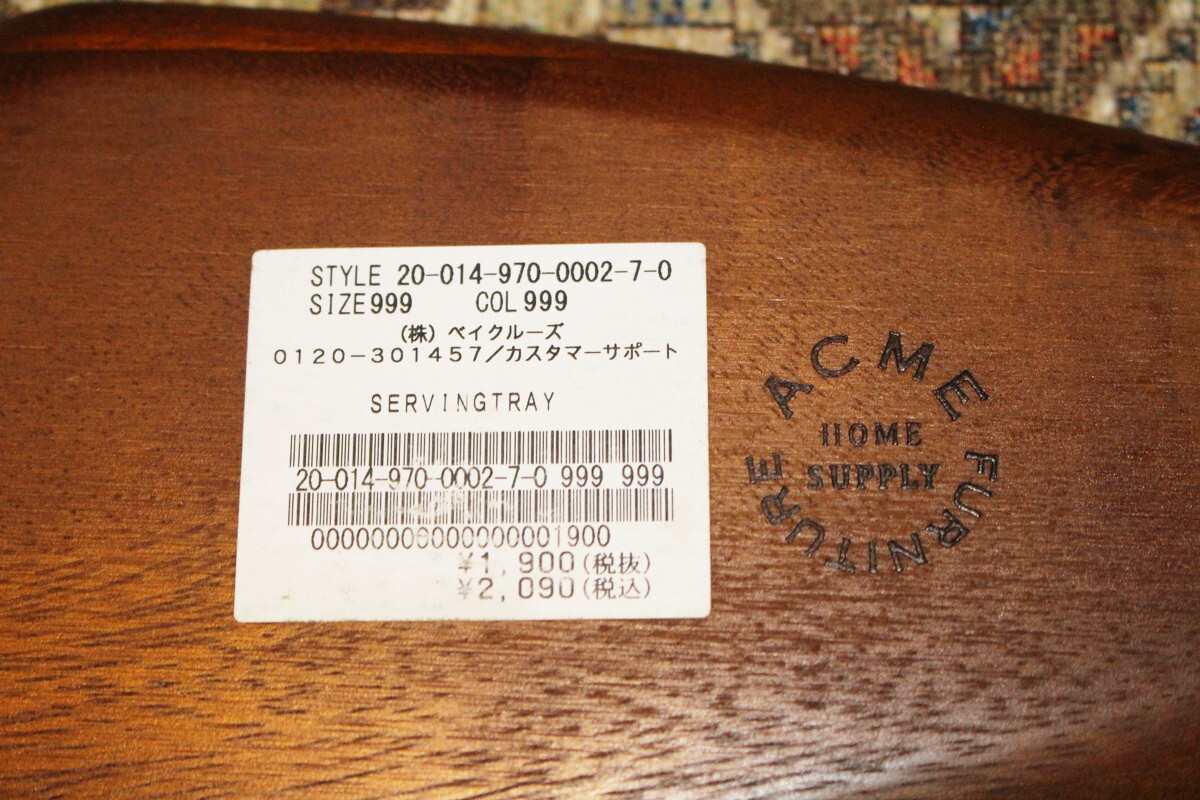 STYLE 20-014-970-0002-7-0
SIZE999 COL999
(株)ベイクルーズ
0120-301457/カスタマーサポート
SERVINGTRAY
20-014-970-0002-7-0 999 999
000000000000000001900
¥1,900(税抜)
¥2,090(税込)
ACME FURNITURE
HOME
SUPPLY